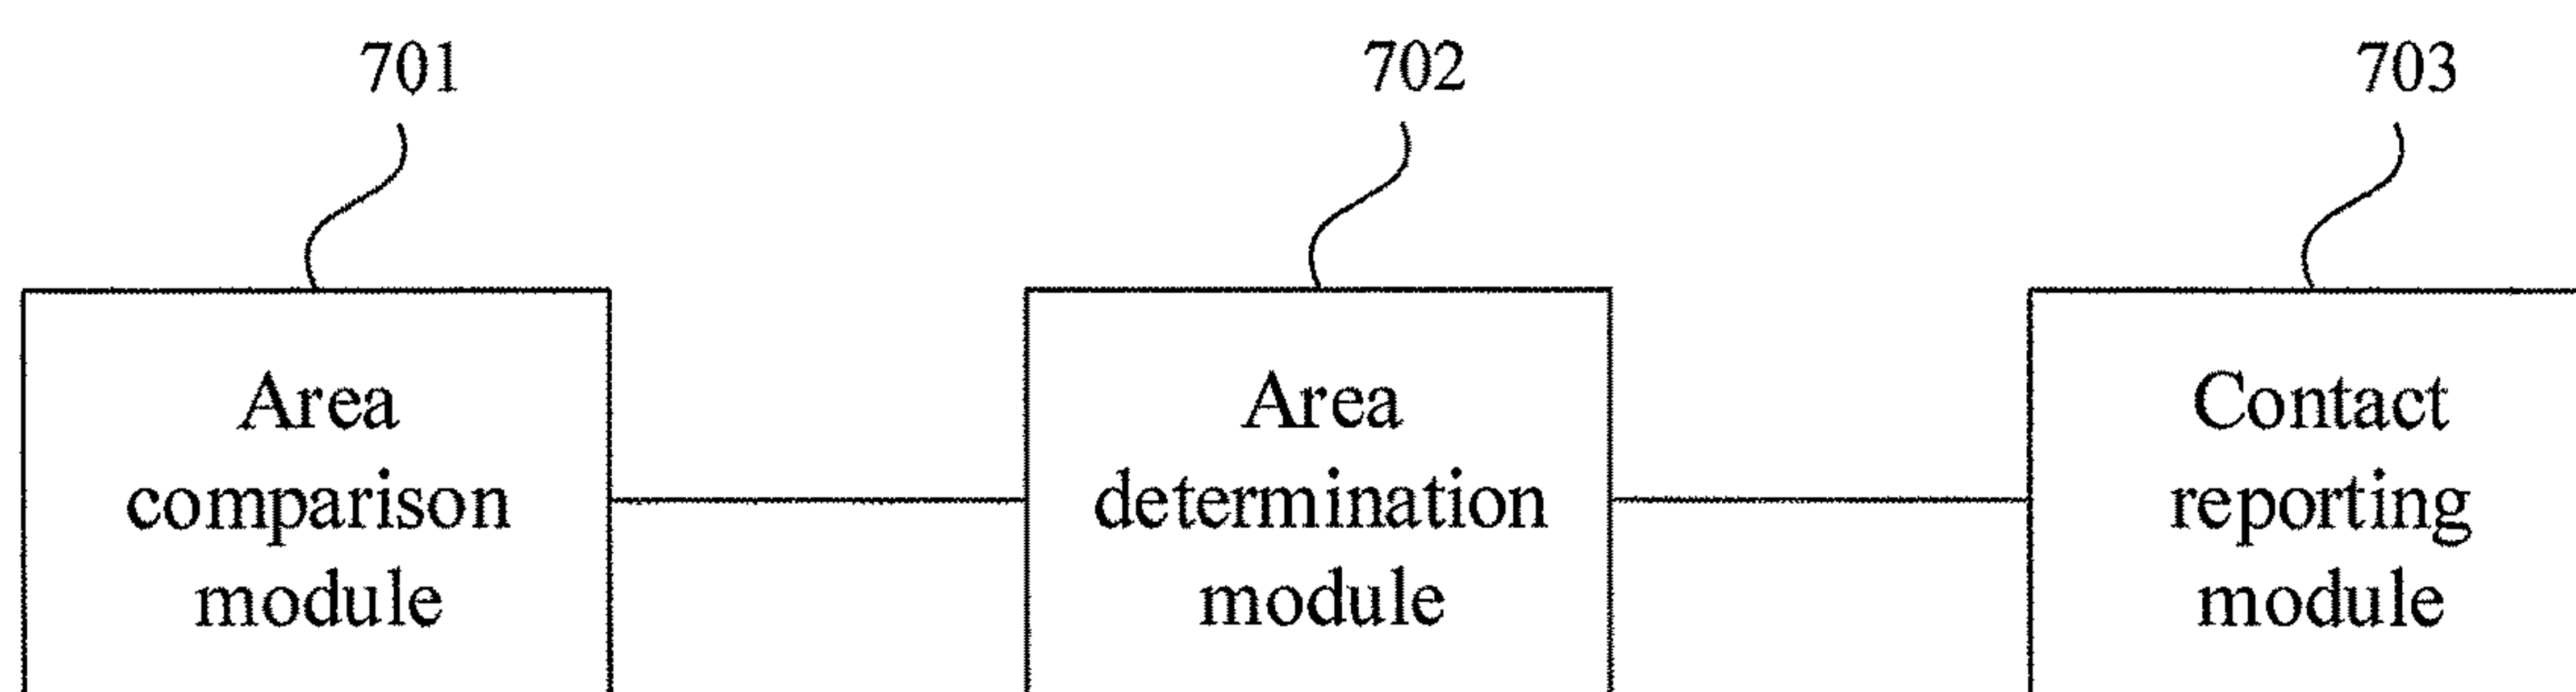 701
702
703
Area
comparison
module
Area
determination
module
Contact
reporting
module